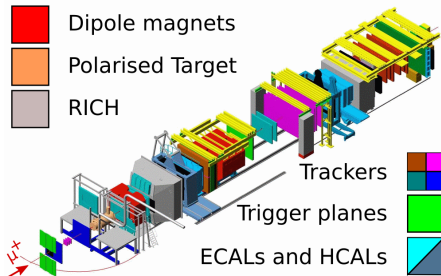 Dipole magnets
Polarised Target
RICH
Trackers
Trigger planes
ECALs and HCALs
μ+